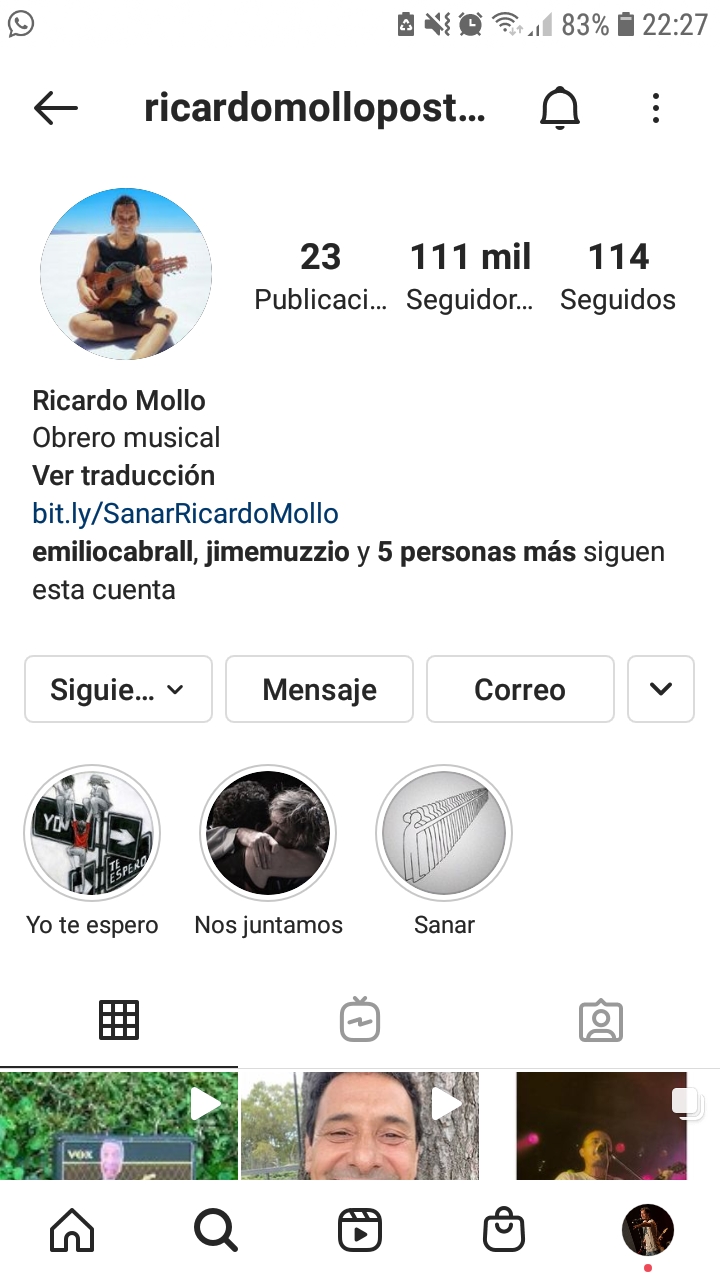 83% 22:27
ricardomollopost...
23 111 mil 114
Publicaci... Seguidor... Seguidos
Ricardo Mollo
Obrero musical
Ver traducción
bit.ly/SanarRicardoMollo
emiliocabrall, jimemuzzio y 5 personas más siguen
esta cuenta
Siguie... Mensaje Correo
YO
TE
ESPERO
Yo te espero Nos juntamos Sanar
VOX